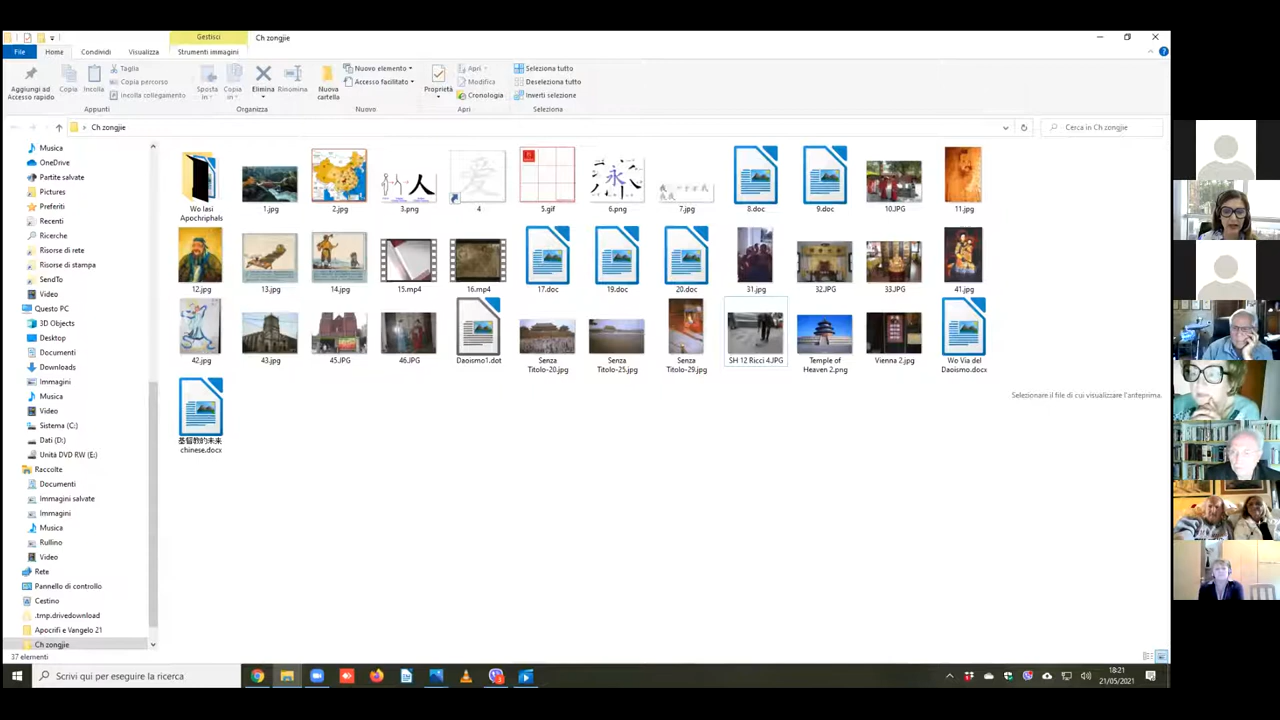 Gestisci
Ch zongjie
File
Home
Condividi
Visualizza
Strumenti immagini
Aggiungi ad
Accesso rapido
Copia
Incolla
Taglia
Copia percorso
Incolla collegamento
Appunti
Sposta
in
Copia
in
Elimina
Rinomina
Organizza
Nuova
cartella
Nuovo elemento
Accesso facilitato
Nuovo
Proprietà
Apri
Modifica
Cronologia
Apri
Seleziona tutto
Deseleziona tutto
Inverti selezione
Seleziona
Ch zongjie
Cerca in Ch zongjie
Musica
OneDrive
Partite salvate
Pictures
Preferiti
Recenti
Ricerche
Risorse di rete
Risorse di stampa
SendTo
Video
Questo PC
3D Objects
Desktop
Documenti
Downloads
Immagini
Musica
Video
Sistema (C:)
Dati (D:)
Unità DVD RW (E:)
Raccolte
Documenti
Immagini salvate
Immagini
Musica
Rullino
Video
Rete
Pannello di controllo
Cestino
.tmp.drivedownload
Apocrifi e Vangelo 21
Ch zongjie
人
永
Wo Iasi
Apochriphals
1.jpg
2.jpg
3.png
4
5.gif
6.png
7.jpg
8.doc
9.doc
10.JPG
11.jpg
12.jpg
13.jpg
14.jpg
15.mp4
16.mp4
17.doc
19.doc
20.doc
31.jpg
32.JPG
33.JPG
41.jpg
42.jpg
43.jpg
45.JPG
46.JPG
Daoismo1.dot
Senza
Titolo-20.jpg
Senza
Titolo-25.jpg
Senza
Titolo-29.jpg
SH 12 Ricci 4.JPG
Temple of
Heaven 2.png
Vienna 2.jpg
Wo Via del
Daoismo.docx
基督教的未来
chinese.docx
Selezionare il file di cui visualizzare l'anteprima.
37 elementi
Scrivi qui per eseguire la ricerca
18:21
21/05/2021